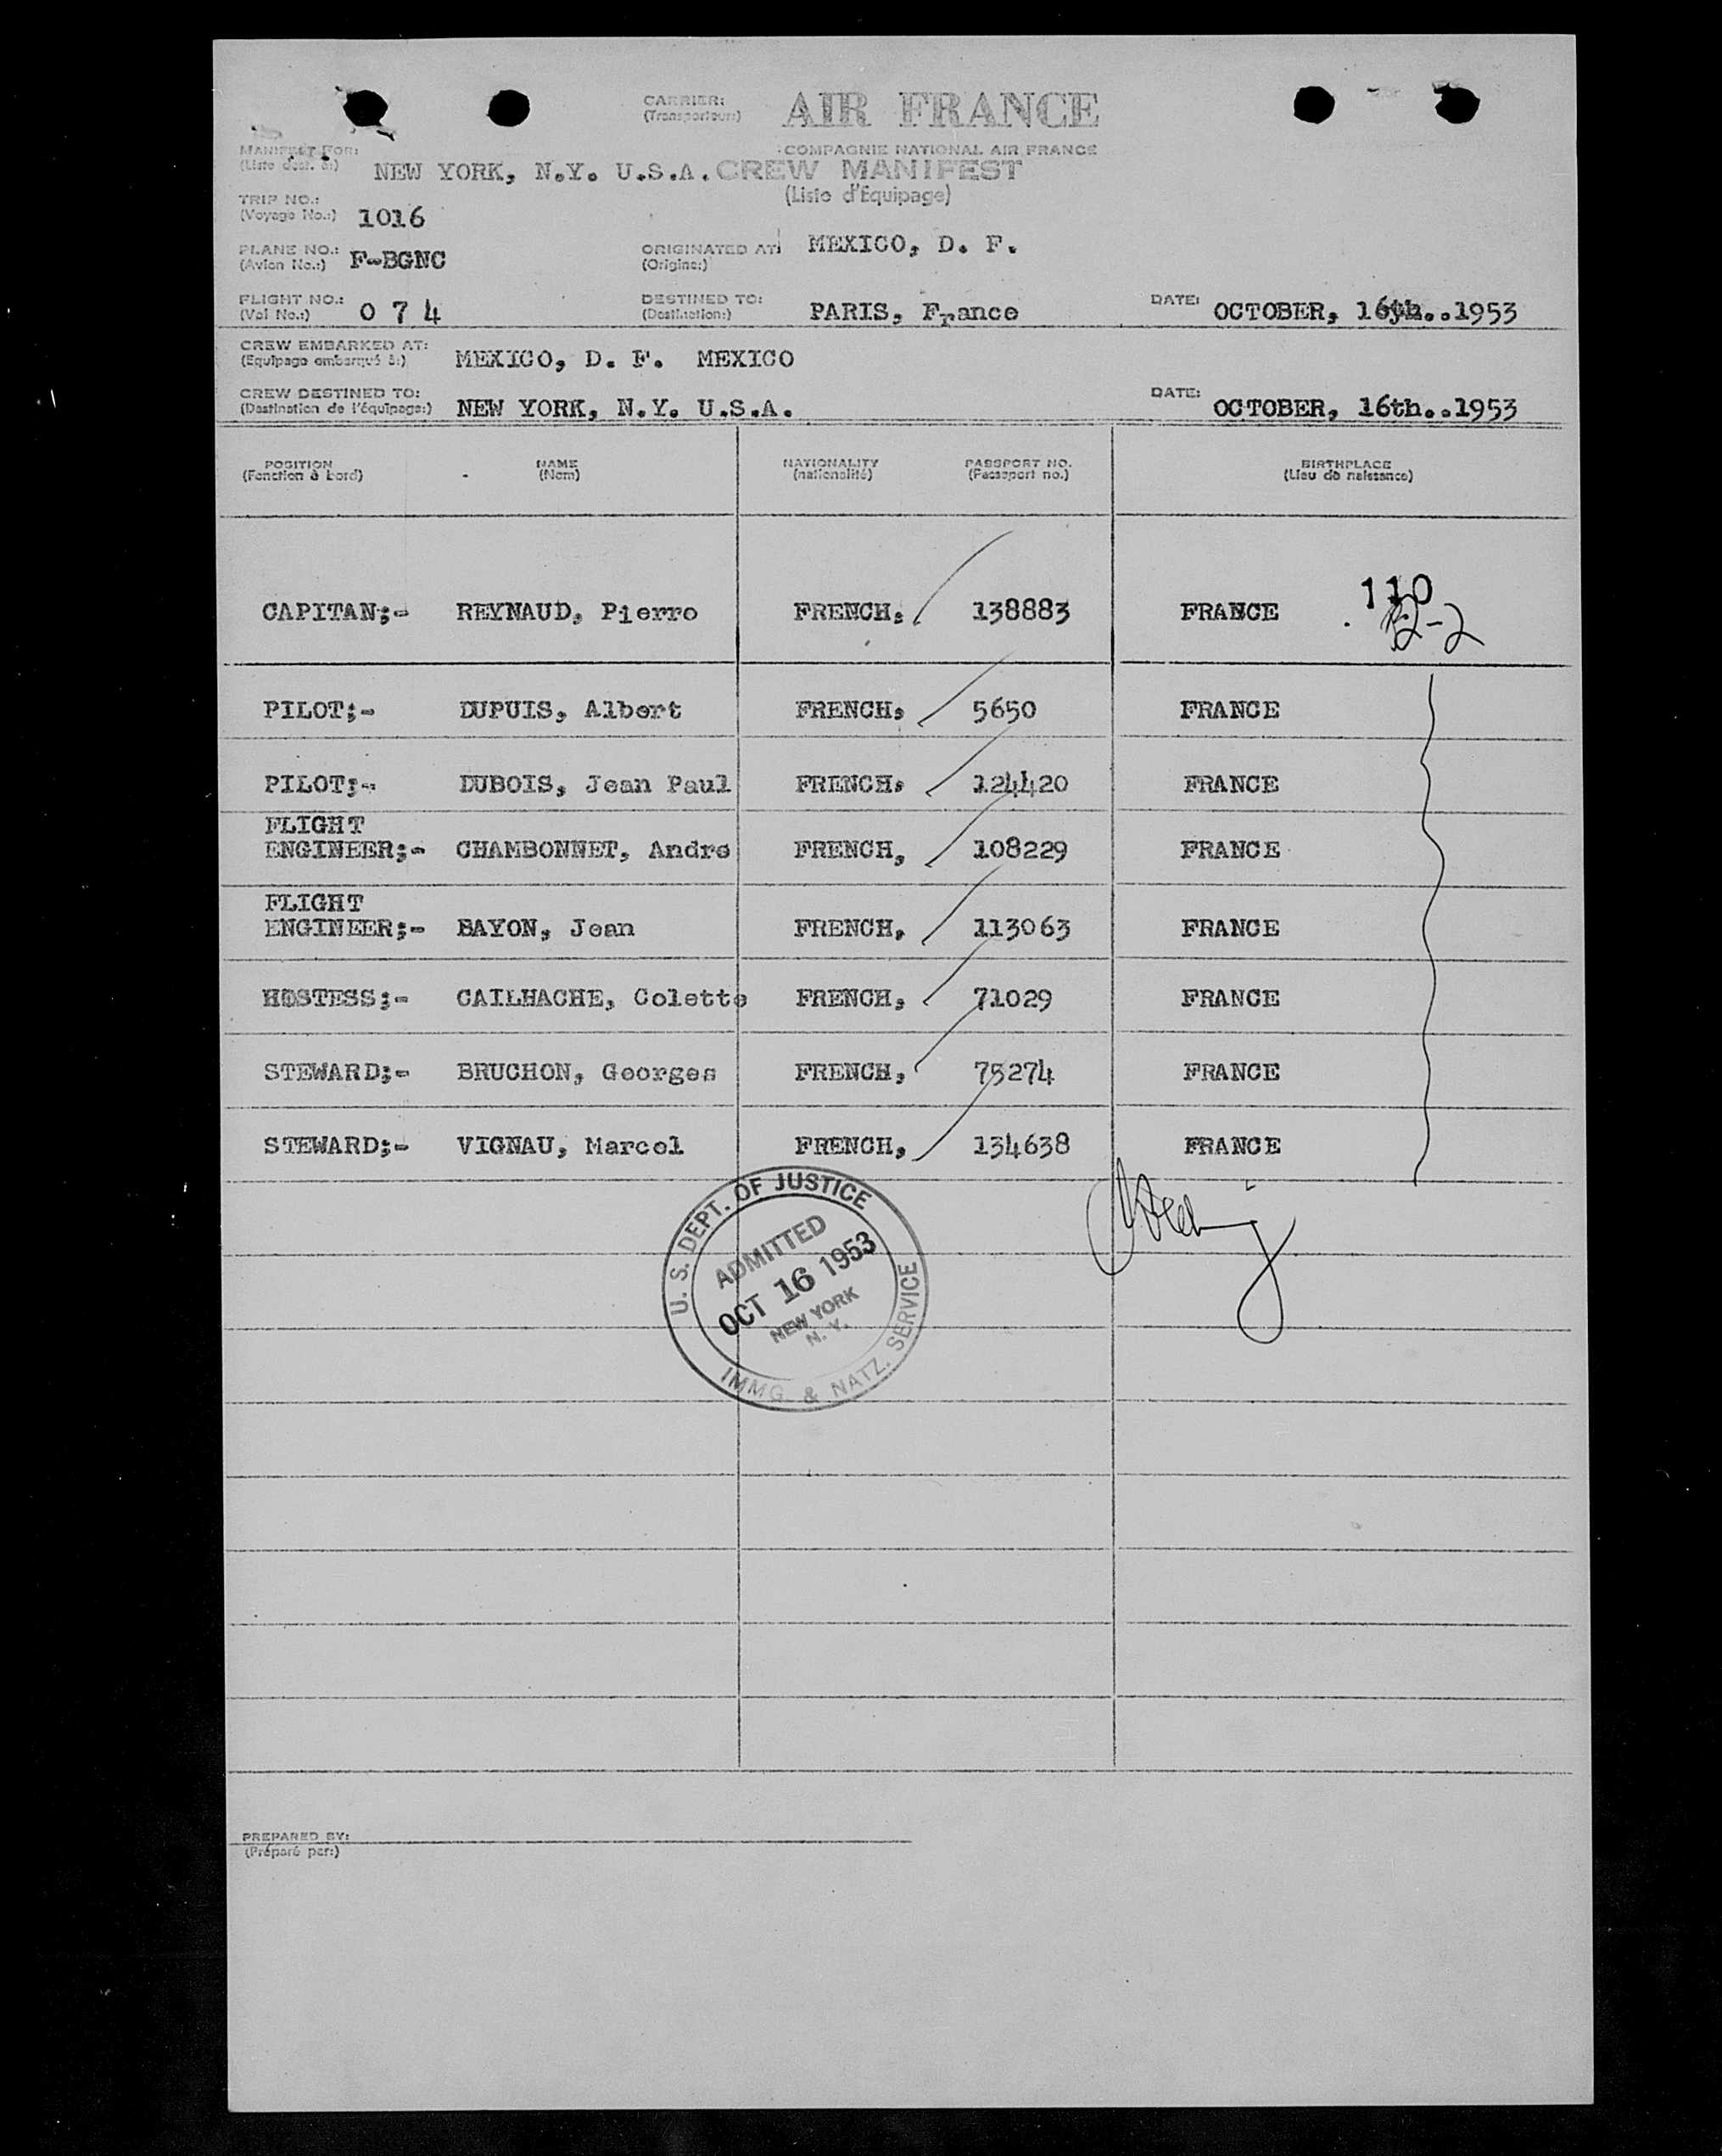 CARRIER: AIR FRANCE
(Transporteur:)
COMPAGNIE NATIONAL AIR FRANCE
MANIFEST FOR: NEW YORK, N.Y. U.S.A. CREW MANIFEST
(Liste dest. à:)
(Liste d'Equipage)
TRIP NO.: 1016
(Voyage No.:)
PLANE NO.: F-BGNC ORIGINATED AT: MEXICO, D. F.
(Avion No.:) (Origine:)
FLIGHT NO.: 0 7 4 DESTINED TO: PARIS, France DATE: OCTOBER, 16th..1953
(Vol No.:) (Destination:)
CREW EMBARKED AT: MEXICO, D. F. MEXICO
(Equipage embarqué à:)
CREW DESTINED TO: NEW YORK, N.Y. U.S.A. DATE: OCTOBER, 16th..1953
(Destination de l'équipage:)
POSITION NAME NATIONALITY PASSPORT NO. BIRTHPLACE
(Fonction à bord) (Nom) (nationalité) (Passeport no.) (Lieu de naissance)
110
CAPITAN;- REYNAUD, Pierre FRENCH. 138883 FRANCE
2-2
PILOT;- DUPUIS, Albert FRENCH, 5650 FRANCE
PILOT;- DUBOIS, Jean Paul FRENCH. 124420 FRANCE
FLIGHT
ENGINEER;- CHAMBONNET, Andre FRENCH, 108229 FRANCE
FLIGHT
ENGINEER;- BAYON, Jean FRENCH, 113063 FRANCE
HOSTESS;- CAILHACHE, Colette FRENCH, 71029 FRANCE
STEWARD;- BRUCHON, Georges FRENCH, 75274 FRANCE
STEWARD;- VIGNAU, Marcel FRENCH, 134638 FRANCE
U. S. DEPT. OF JUSTICE
ADMITTED
OCT 16 1953
NEW YORK
N. Y.
IMMG. & NATZ. SERVICE
PREPARED BY:
(Préparé par:)